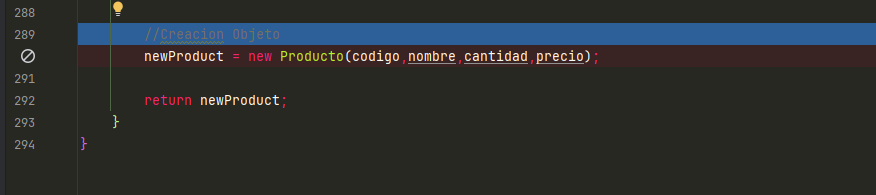 288
289 //Creacion Objeto
newProduct = new Producto(codigo,nombre,cantidad,precio);
291
292 return newProduct;
293 }
294 }